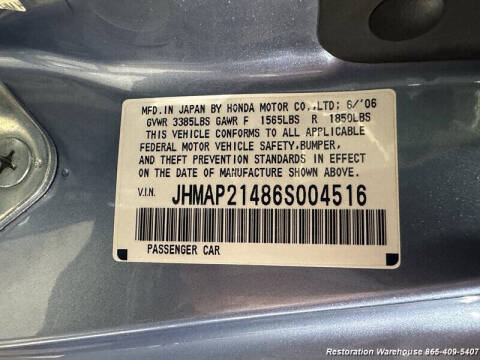 MFD. IN JAPAN BY HONDA MOTOR CO., LTD: 6/'06
GVWR 3385LBS GAWR F 1565LBS R 1850LBS
THIS VEHICLE CONFORMS TO ALL APPLICABLE
FEDERAL MOTOR VEHICLE SAFETY, BUMPER,
AND THEFT PREVENTION STANDARDS IN EFFECT
ON THE DATE OF MANUFACTURE SHOWN ABOVE.
V.I.N. JHMAP21486S004516
PASSENGER CAR
Restoration Warehouse 865-409-5407